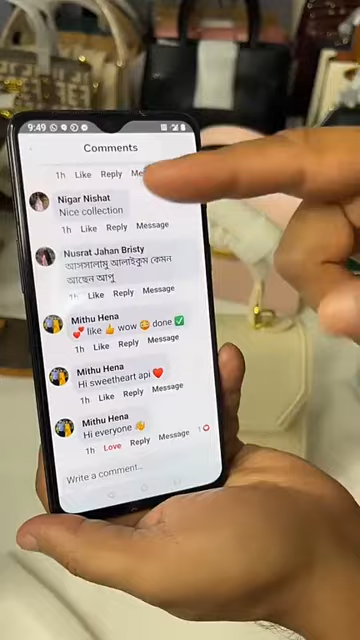 9:49
Comments
1h Like Reply
Nigar Nishat
Nice collection
1h Like Reply Message
Nusrat Jahan Bristy
আসসালামু আলাইকুম কেমন
আছেন আপু
1h Like Reply Message
Mithu Hena
💕 like 👍 wow 😳 done ✅
1h Like Reply Message
Mithu Hena
Hi sweetheart api ❤️
1h Like Reply Message
Mithu Hena
Hi everyone 👋
1h Love Reply Message 1
Write a comment...